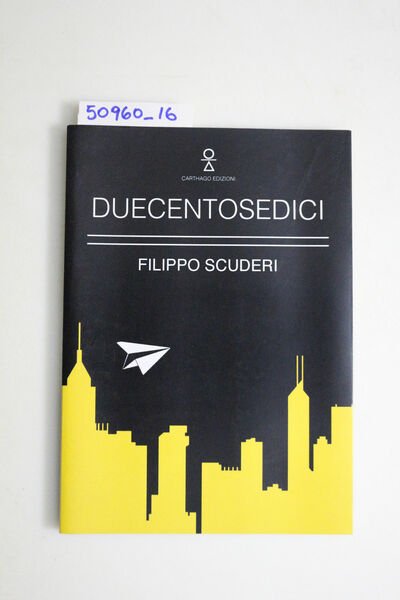 50960_16
CARTHAGO EDIZIONI
DUECENTOSEDICI
FILIPPO SCUDERI